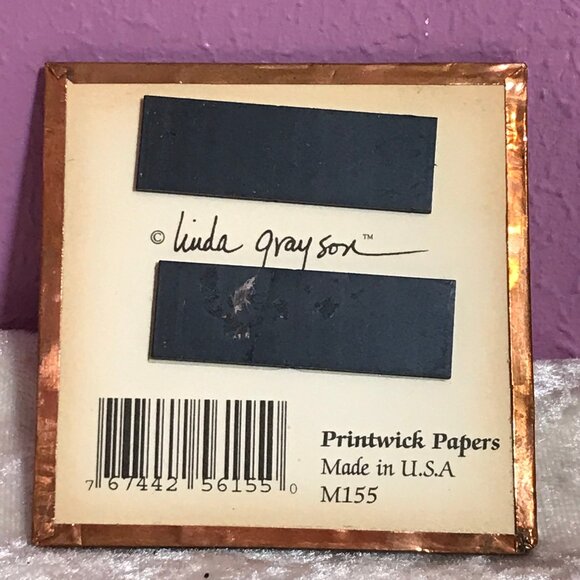 © linda grayson™
Printwick Papers
Made in U.S.A
M155
7 67442 56155 0